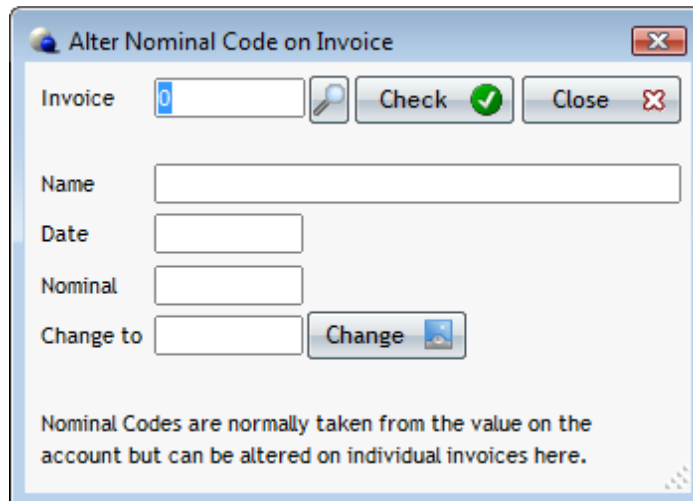 Alter Nominal Code on Invoice
Invoice 0 Check Close
Name
Date
Nominal
Change to Change
Nominal Codes are normally taken from the value on the
account but can be altered on individual invoices here.